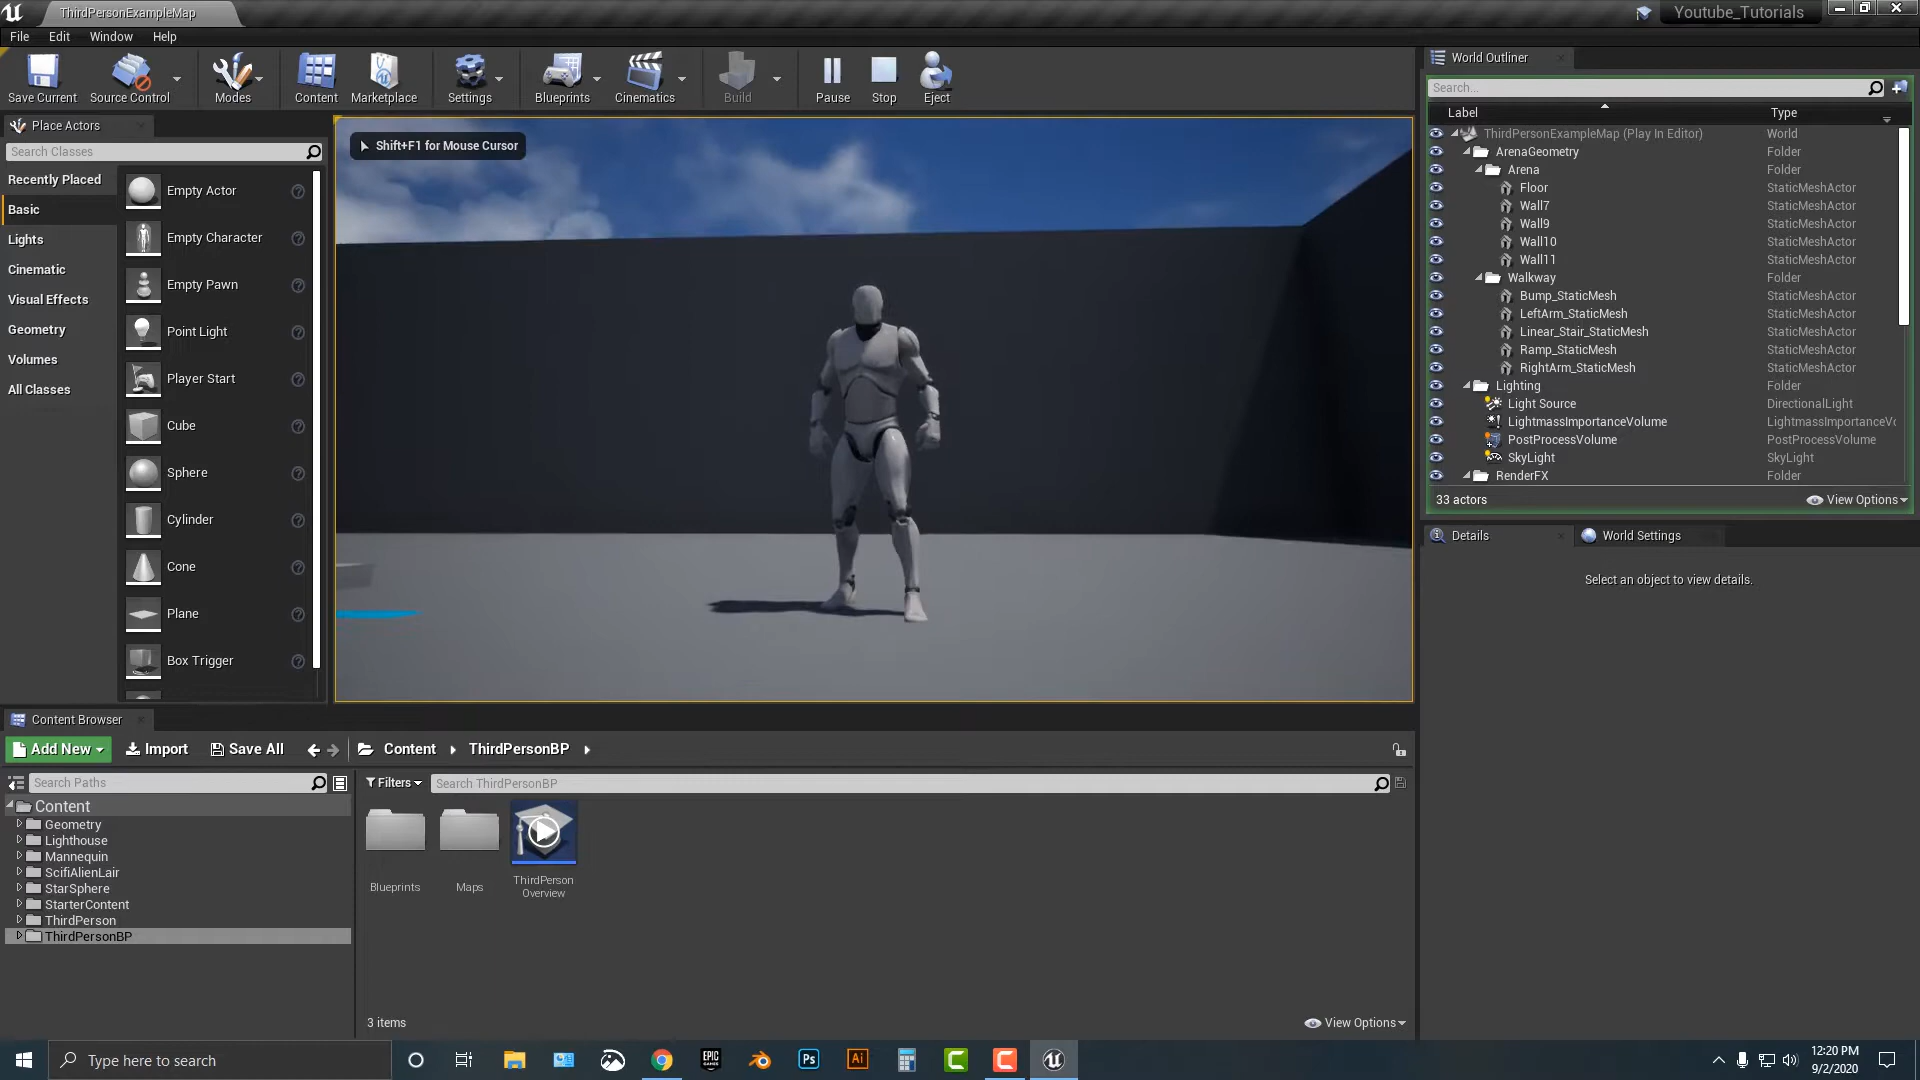 ThirdPersonExampleMap
Youtube_Tutorials
File Edit Window Help
Save Current Source Control Modes Content Marketplace Settings Blueprints Cinematics Build Pause Stop Eject
Place Actors
Search Classes
Recently Placed
Basic
Lights
Cinematic
Visual Effects
Geometry
Volumes
All Classes
Empty Actor
Empty Character
Empty Pawn
Point Light
Player Start
Cube
Sphere
Cylinder
Cone
Plane
Box Trigger
Shift+F1 for Mouse Cursor
World Outliner
Search...
Label Type
ThirdPersonExampleMap (Play In Editor) World
ArenaGeometry Folder
Arena Folder
Floor StaticMeshActor
Wall7 StaticMeshActor
Wall9 StaticMeshActor
Wall10 StaticMeshActor
Wall11 StaticMeshActor
Walkway Folder
Bump_StaticMesh StaticMeshActor
LeftArm_StaticMesh StaticMeshActor
Linear_Stair_StaticMesh StaticMeshActor
Ramp_StaticMesh StaticMeshActor
RightArm_StaticMesh StaticMeshActor
Lighting Folder
Light Source DirectionalLight
LightmassImportanceVolume LightmassImportanceVo
PostProcessVolume PostProcessVolume
SkyLight SkyLight
RenderFX Folder
33 actors View Options
Details World Settings
Select an object to view details.
Content Browser
Add New Import Save All Content ThirdPersonBP
Search Paths
Filters Search ThirdPersonBP
Content
Geometry
Lighthouse
Mannequin
ScifiAlienLair
StarSphere
StarterContent
ThirdPerson
ThirdPersonBP
Blueprints
Maps
ThirdPerson
Overview
3 items View Options
Type here to search
EPIC GAMES
Ps
Ai
12:20 PM
9/2/2020